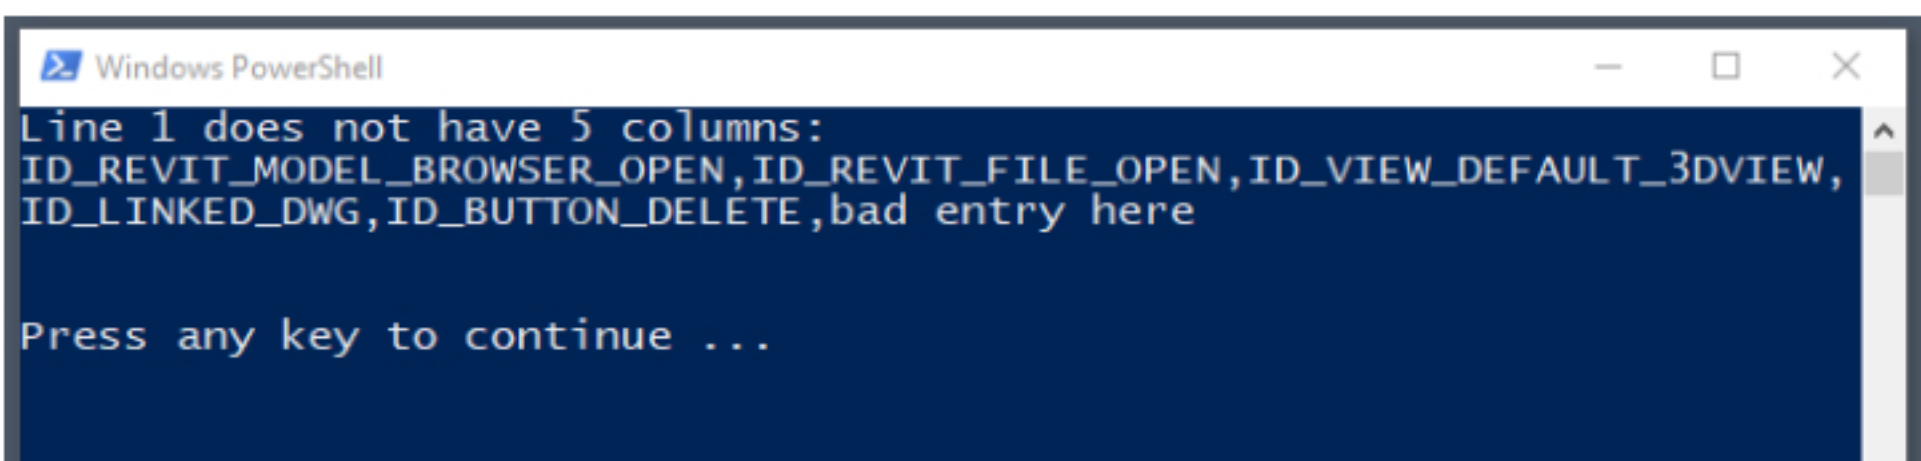 Windows PowerShell
Line 1 does not have 5 columns:
ID_REVIT_MODEL_BROWSER_OPEN,ID_REVIT_FILE_OPEN,ID_VIEW_DEFAULT_3DVIEW,
ID_LINKED_DWG,ID_BUTTON_DELETE,bad entry here
Press any key to continue ...